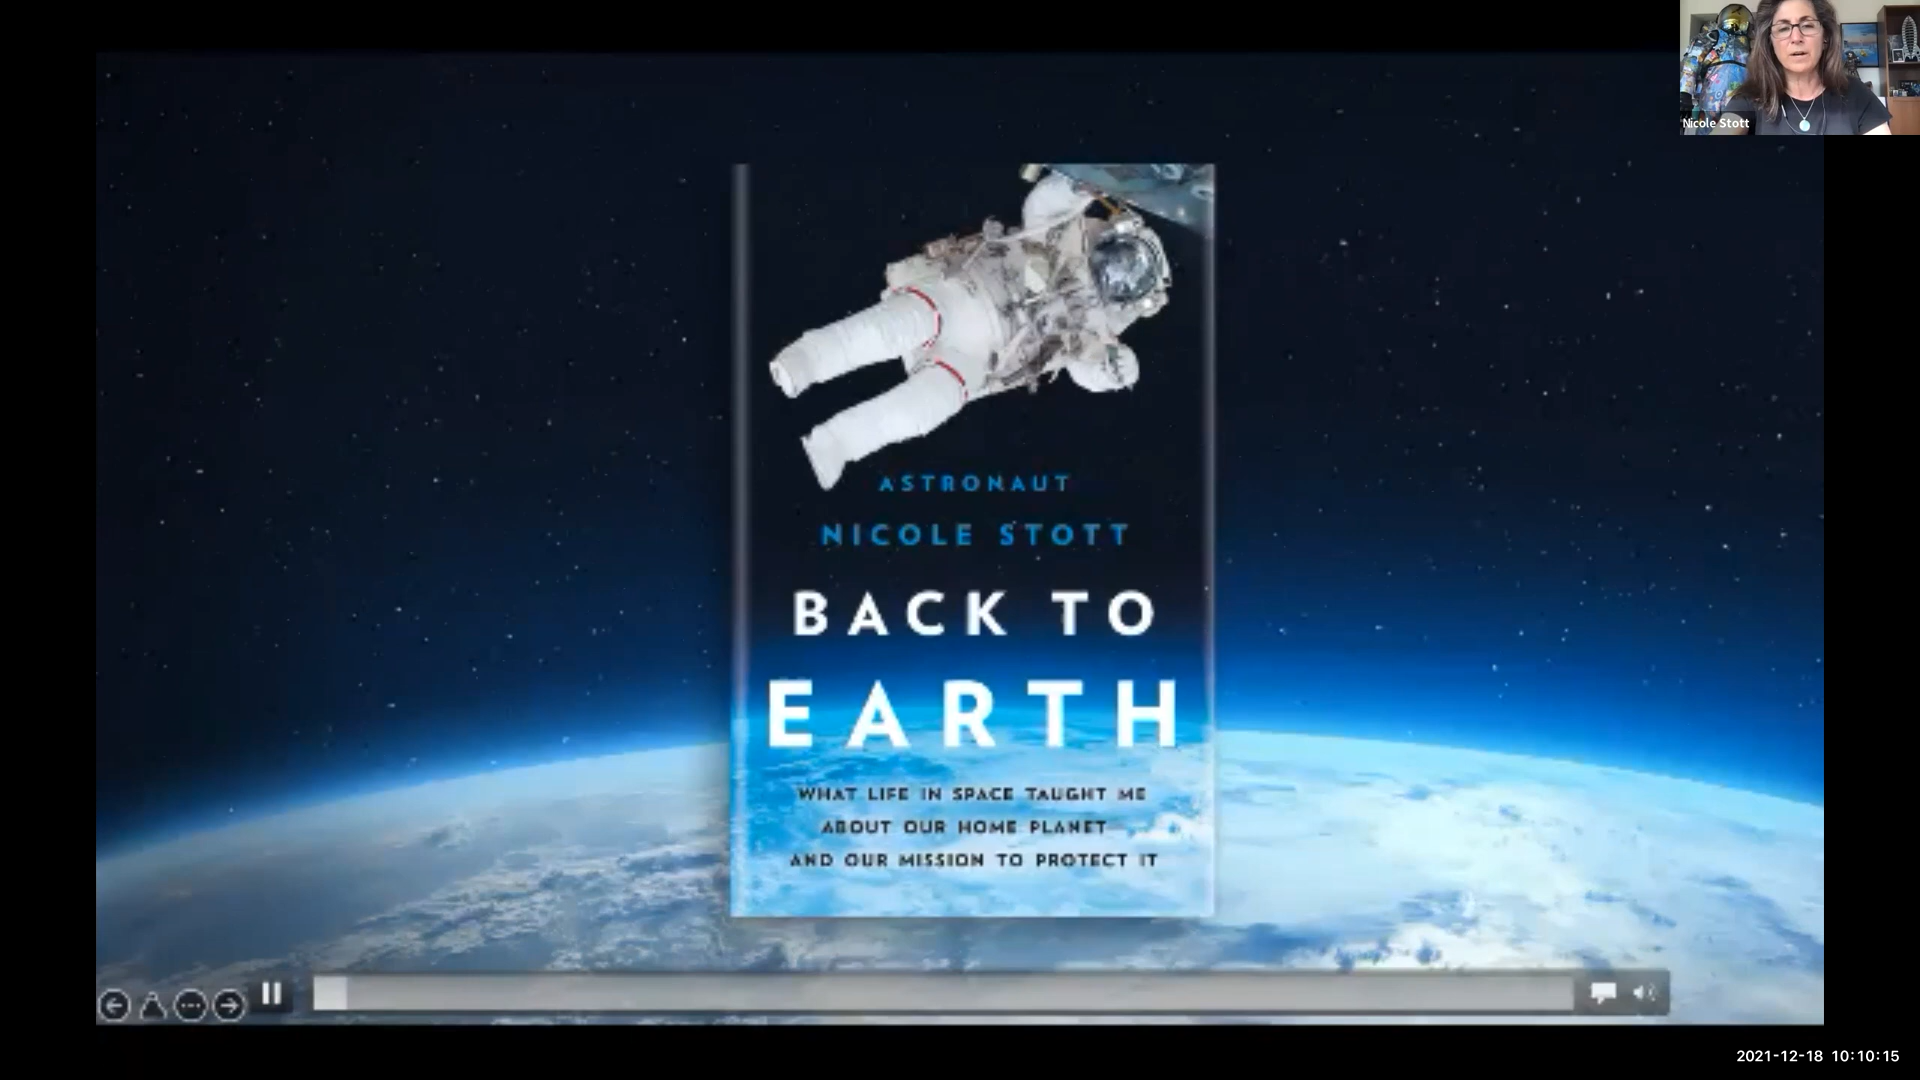 Nicole Stott
ASTRONAUT
NICOLE STOTT
BACK TO
EARTH
WHAT LIFE IN SPACE TAUGHT ME
ABOUT OUR HOME PLANET
AND OUR MISSION TO PROTECT IT
2021-12-18 10:10:15